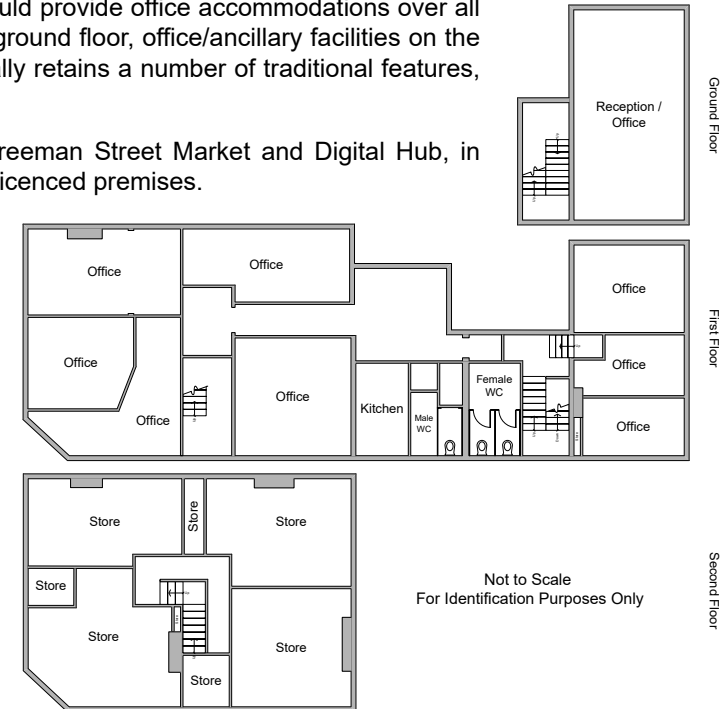 ould provide office accommodations over all
ground floor, office/ancillary facilities on the
ally retains a number of traditional features,
reeman Street Market and Digital Hub, in
icenced premises.
Reception /
Office
Ground Floor
Office
Office
Office
Office
Office
Office
Kitchen
Male
WC
Female
WC
Office
Office
Office
First Floor
Store
Store
Store
Store
Store
Store
Store
Not to Scale
For Identification Purposes Only
Second Floor